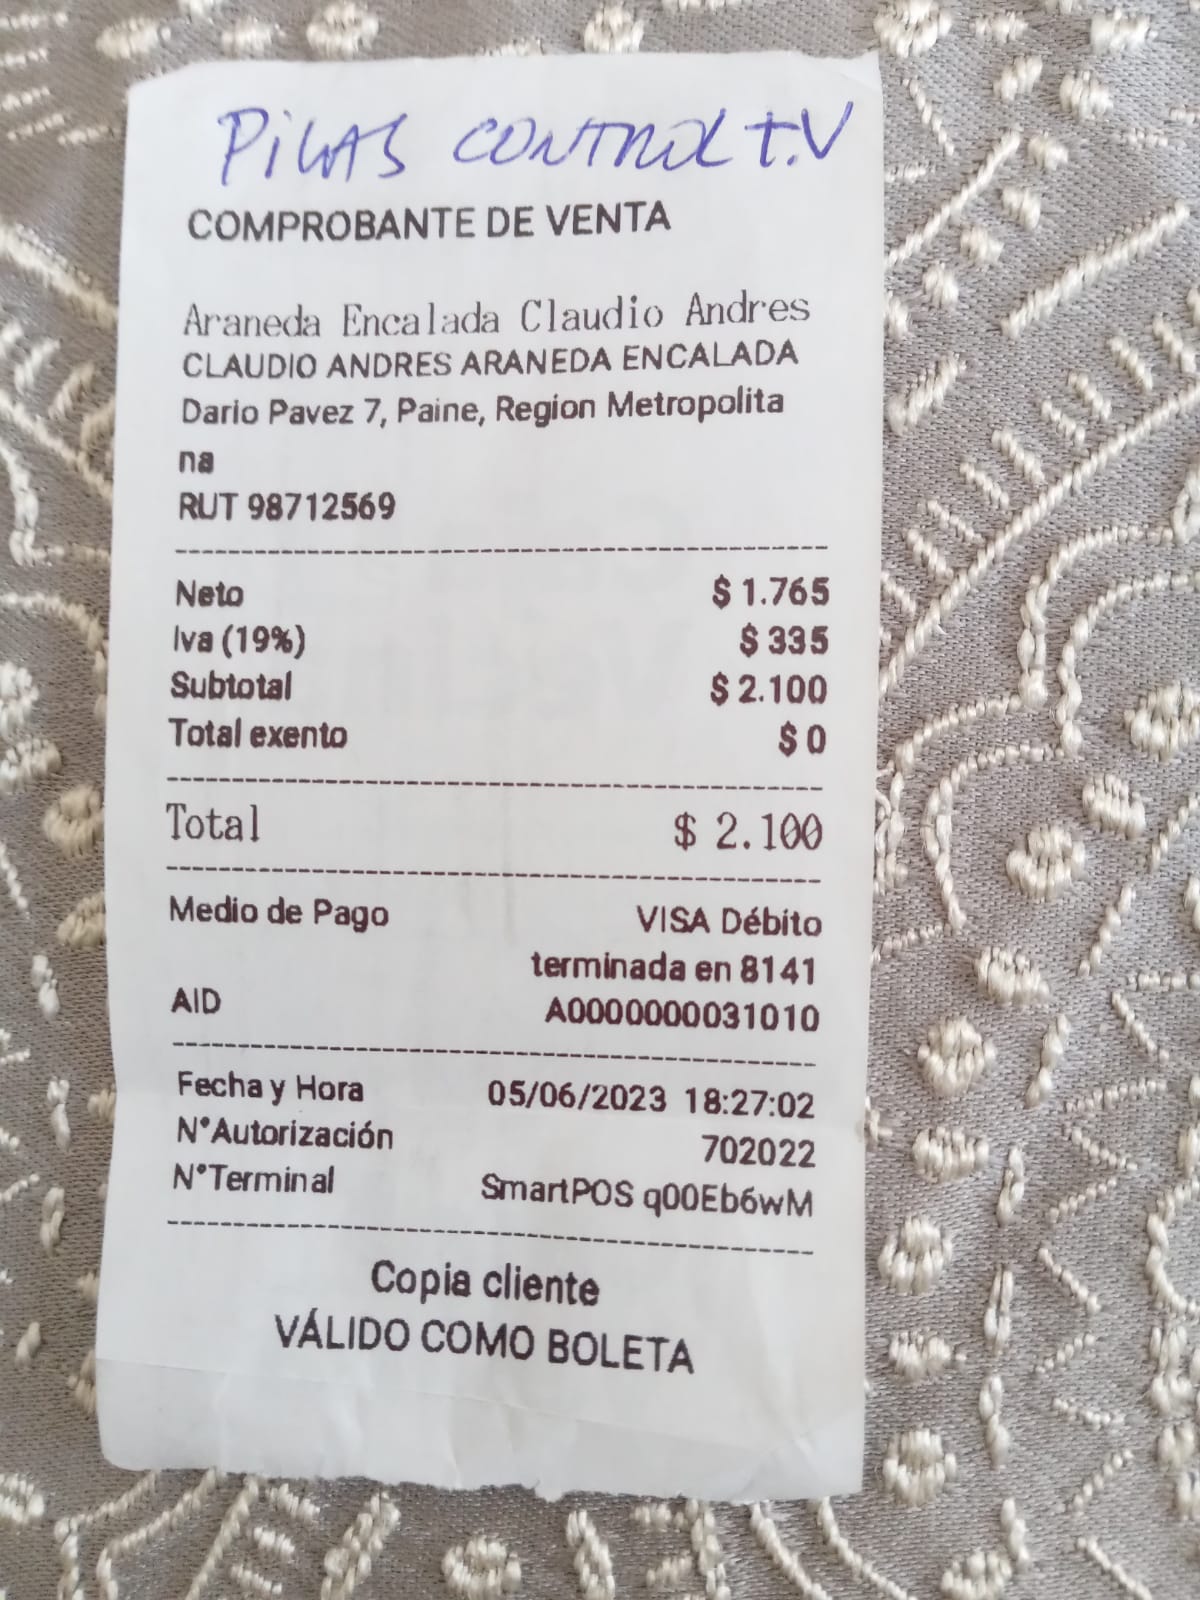 PILAS CONTROL T.V
COMPROBANTE DE VENTA
Araneda Encalada Claudio Andres
CLAUDIO ANDRES ARANEDA ENCALADA
Dario Pavez 7, Paine, Region Metropolita
na
RUT 98712569
Neto $ 1.765
Iva (19%) $ 335
Subtotal $ 2.100
Total exento $ 0
Total $ 2.100
Medio de Pago VISA Débito
terminada en 8141
AID A0000000031010
Fecha y Hora 05/06/2023 18:27:02
N°Autorización 702022
N°Terminal SmartPOS q00Eb6wM
Copia cliente
VÁLIDO COMO BOLETA